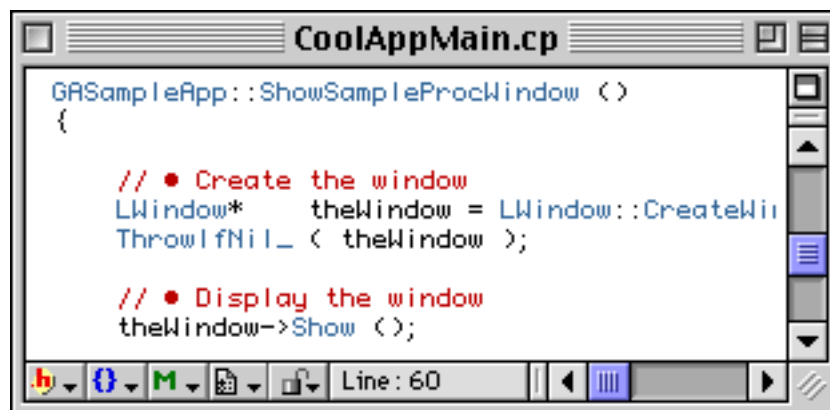 CoolAppMain.cp
GASampleApp::ShowSampleProcWindow ()
{
// • Create the window
LWindow* theWindow = LWindow::CreateWin
ThrowIfNil_ ( theWindow );
// • Display the window
theWindow->Show ();
.h {} M Line: 60